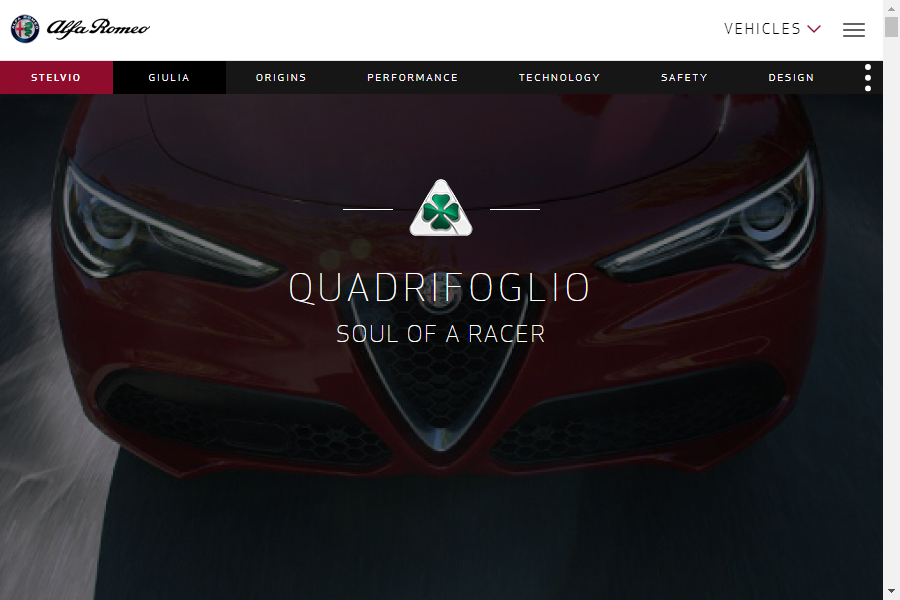 Alfa Romeo
VEHICLES
STELVIO
GIULIA
ORIGINS
PERFORMANCE
TECHNOLOGY
SAFETY
DESIGN
QUADRIFOGLIO
SOUL OF A RACER